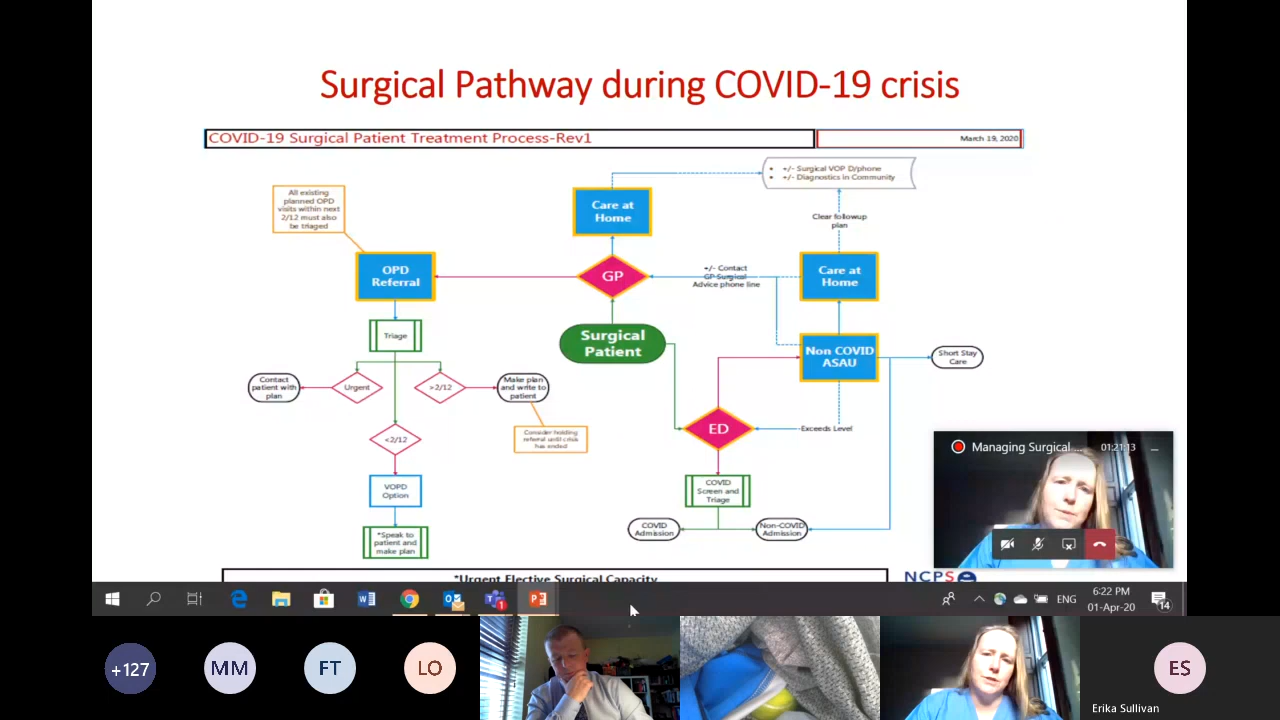 Surgical Pathway during COVID-19 crisis
COVID-19 Surgical Patient Treatment Process-Rev1
March 19, 2020
• +/- Surgical VOP D/phone
• +/- Diagnostics in Community
All existing
planned OPD
visits within next
2/12 must also
be triaged
Care at
Home
Clear followup
plan
OPD
Referral
GP
+/- Contact
GP Surgical
Advice phone line
Care at
Home
Triage
Surgical
Patient
Non COVID
ASAU
Short Stay
Care
Contact
patient with
plan
Urgent
>2/12
Make plan
and write to
patient
<2/12
Consider holding
referral until crisis
has ended
ED
Exceeds Level
VOPD
Option
COVID
Screen and
Triage
*Speak to
patient and
make plan
COVID
Admission
Non-COVID
Admission
*Urgent Elective Surgical Capacity
NCPS
Managing Surgical ...
01:21:13
ENG
6:22 PM
01-Apr-20
14
1
+127
MM
FT
LO
ES
Erika Sullivan